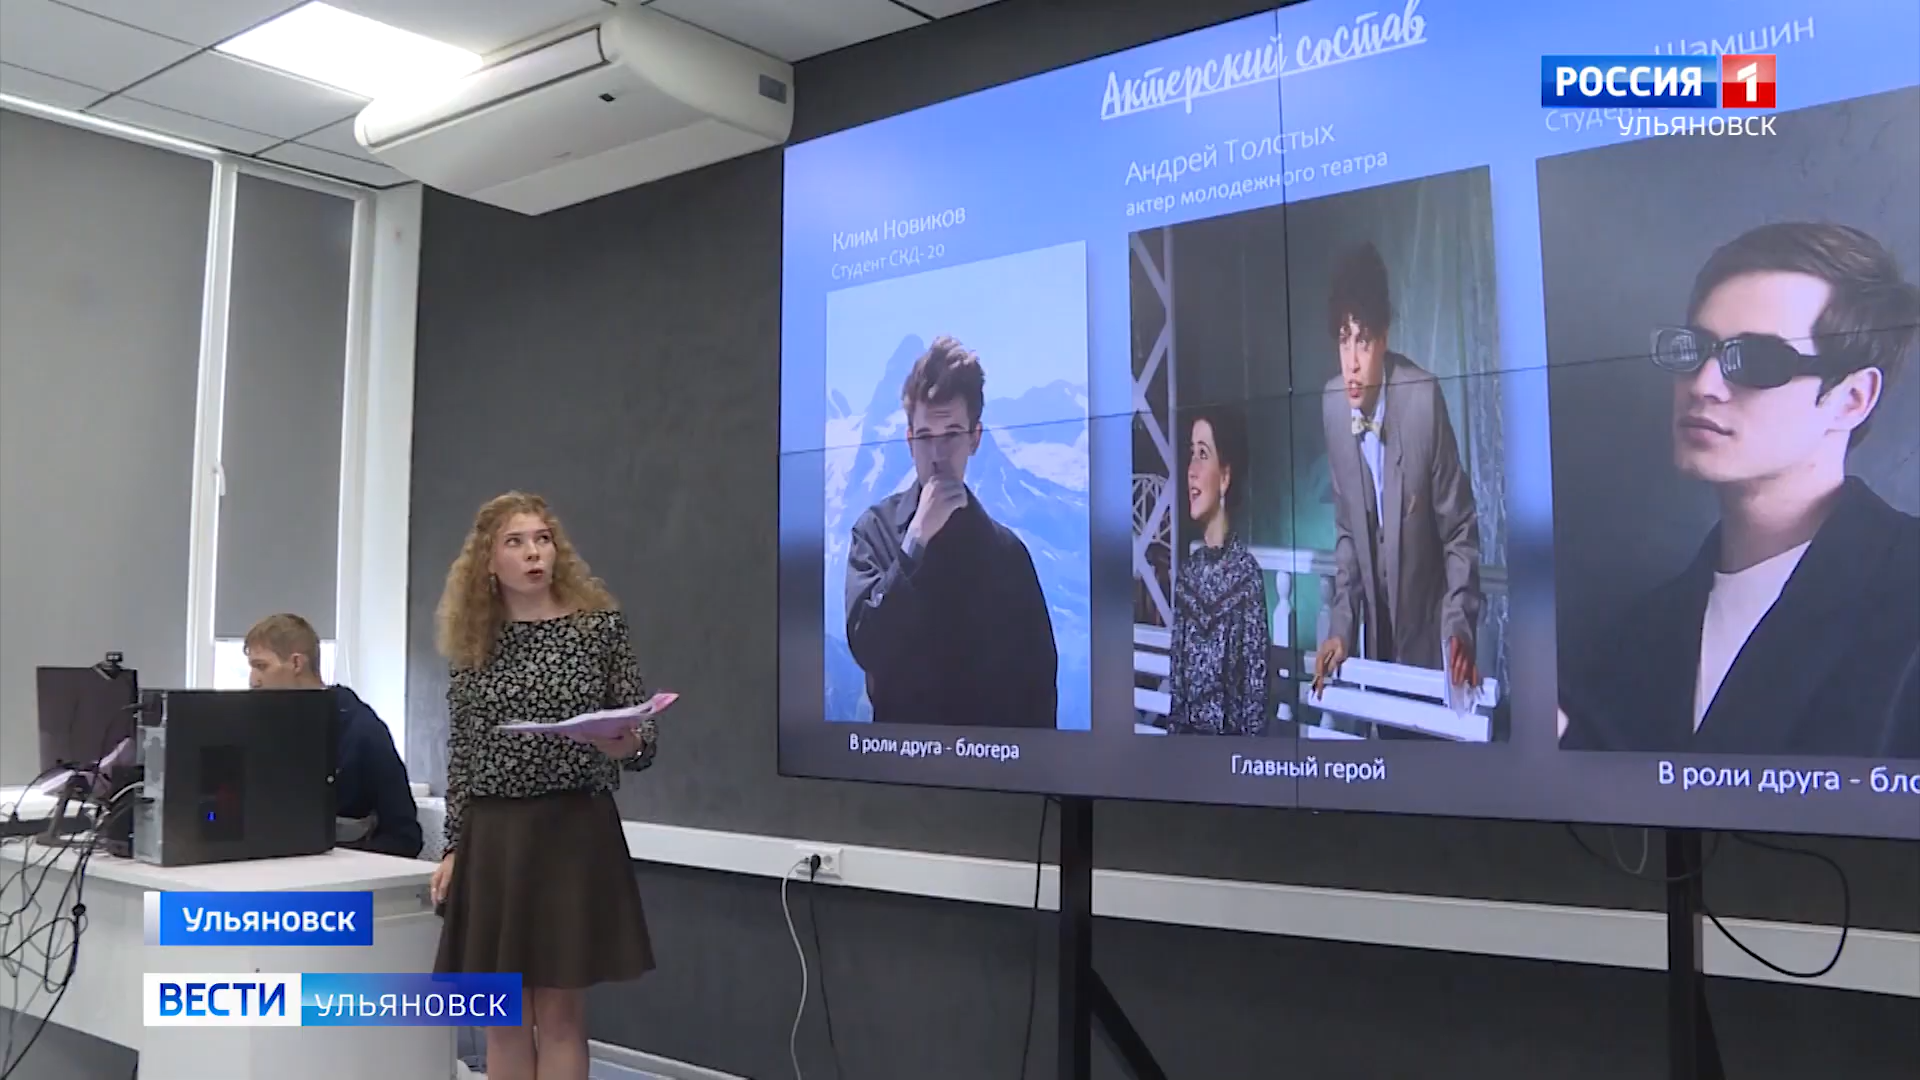 Актерский состав
РОССИЯ 1
УЛЬЯНОВСК
Шамшин
Андрей Толстых
актер молодежного театра
Клим Новиков
Студент СКД-20
В роли друга - блогера
Главный герой
В роли друга -
Ульяновск
ВЕСТИ УЛЬЯНОВСК